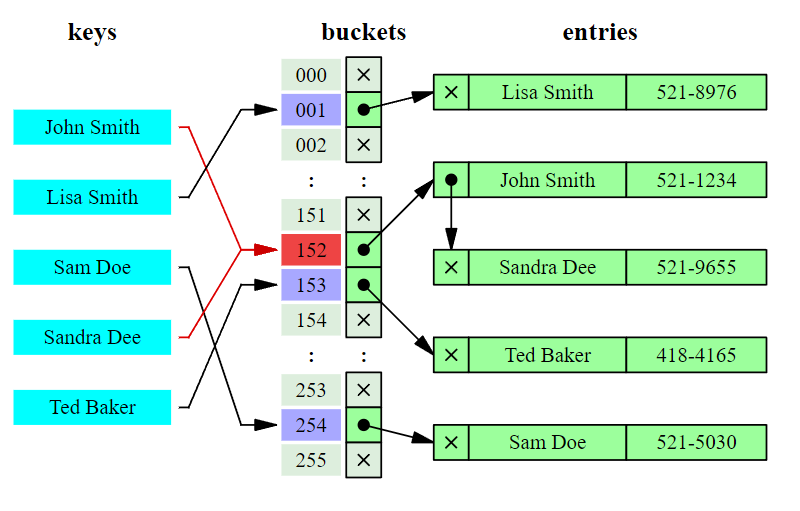 keys
buckets
entries
John Smith
Lisa Smith
Sam Doe
Sandra Dee
Ted Baker
000
001
002
:   :
151
152
153
154
:   :
253
254
255
Lisa Smith 521-8976
John Smith 521-1234
Sandra Dee 521-9655
Ted Baker 418-4165
Sam Doe 521-5030